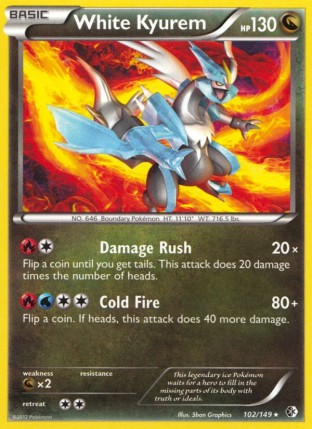 BASIC
White Kyurem
HP130
NO. 646 Boundary Pokémon HT: 11'10" WT: 716.5 lbs.
Damage Rush 20×
Flip a coin until you get tails. This attack does 20 damage
times the number of heads.
Cold Fire 80+
Flip a coin. If heads, this attack does 40 more damage.
weakness resistance
×2
retreat
This legendary ice Pokémon
waits for a hero to fill in the
missing parts of its body with
truth or ideals.
©2012 Pokémon
Illus. 5ban Graphics 102/149 ★